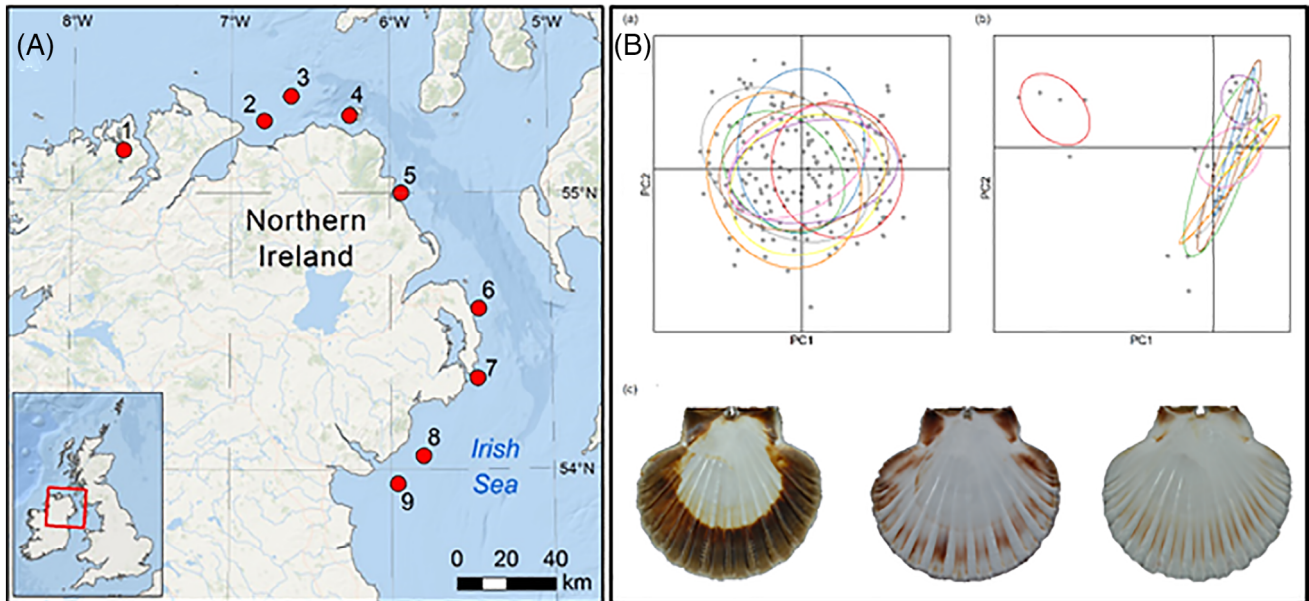 (A)
8°W 7°W 6°W 5°W
1
2
3
4
5
55°N
Northern
Ireland
6
7
8
9
54°N
Irish
Sea
0 20 40
km
(B)
(a)
PC2
PC1
(b)
PC2
PC1
(c)